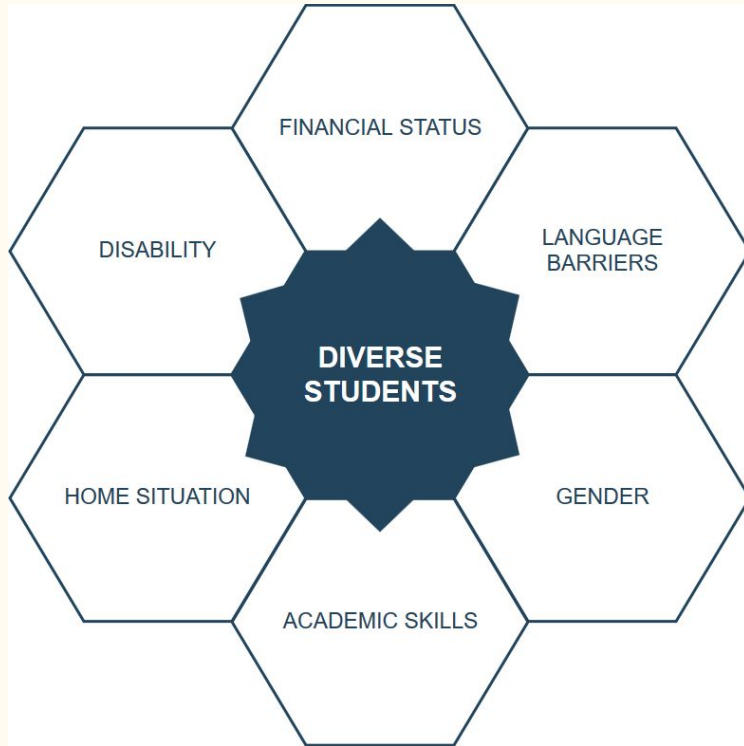 FINANCIAL STATUS
DISABILITY
LANGUAGE
BARRIERS
DIVERSE
STUDENTS
HOME SITUATION
GENDER
ACADEMIC SKILLS